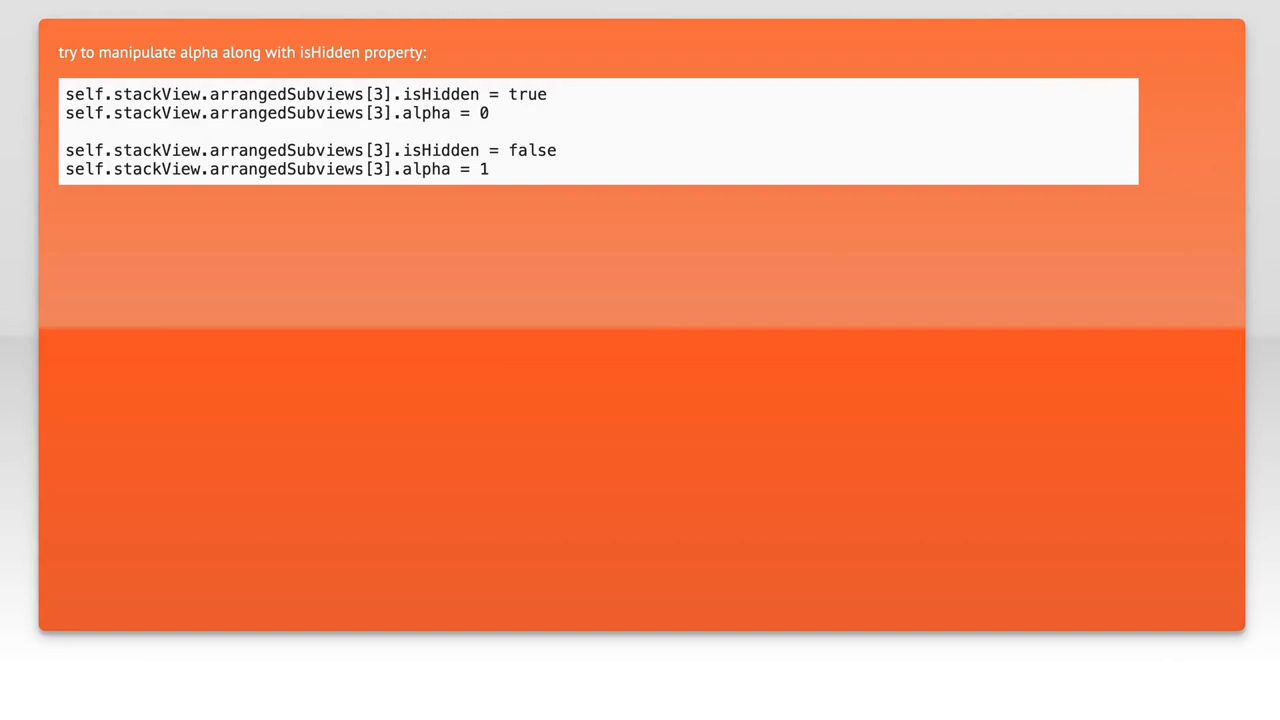 try to manipulate alpha along with isHidden property:
self.stackView.arrangedSubviews[3].isHidden = true
self.stackView.arrangedSubviews[3].alpha = 0
self.stackView.arrangedSubviews[3].isHidden = false
self.stackView.arrangedSubviews[3].alpha = 1